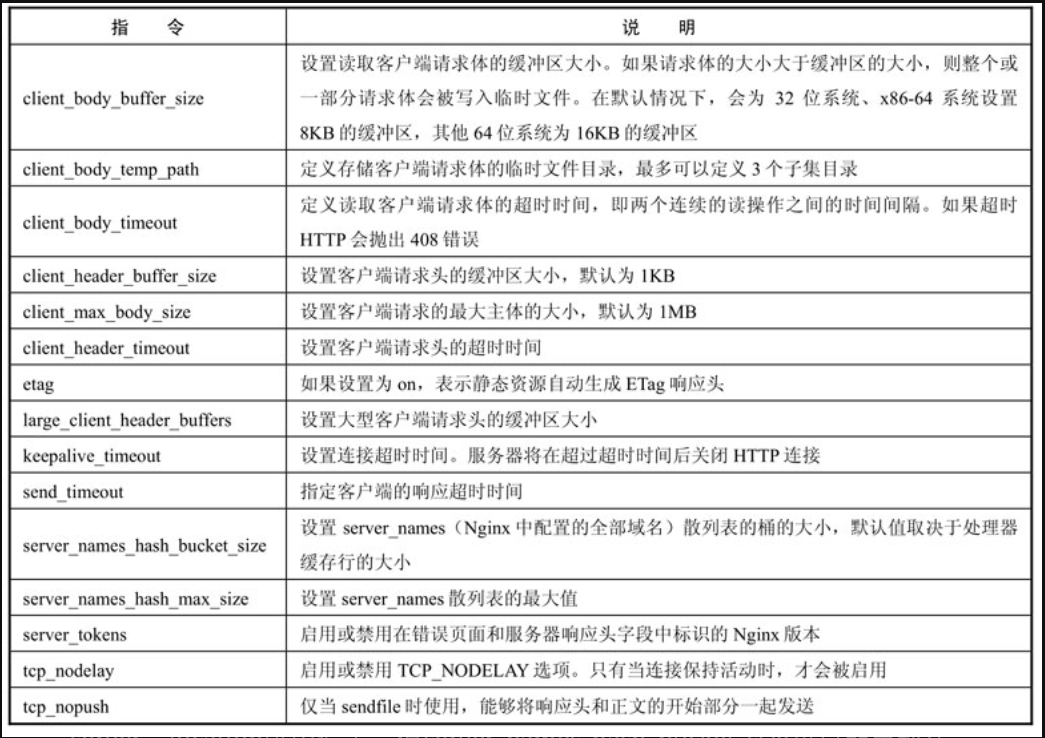 指 令 说 明
client_body_buffer_size
设置读取客户端请求体的缓冲区大小。如果请求体的大小大于缓冲区的大小，则整个或
一部分请求体会被写入临时文件。在默认情况下，会为 32 位系统、x86-64 系统设置
8KB 的缓冲区，其他 64 位系统为 16KB 的缓冲区
client_body_temp_path 定义存储客户端请求体的临时文件目录，最多可以定义 3 个子集目录
client_body_timeout
定义读取客户端请求体的超时时间，即两个连续的读操作之间的时间间隔。如果超时
HTTP 会抛出 408 错误
client_header_buffer_size 设置客户端请求头的缓冲区大小，默认为 1KB
client_max_body_size 设置客户端请求的最大主体的大小，默认为 1MB
client_header_timeout 设置客户端请求头的超时时间
etag 如果设置为 on，表示静态资源自动生成 ETag 响应头
large_client_header_buffers 设置大型客户端请求头的缓冲区大小
keepalive_timeout 设置连接超时时间。服务器将在超过超时时间后关闭 HTTP 连接
send_timeout 指定客户端的响应超时时间
server_names_hash_bucket_size
设置 server_names（Nginx 中配置的全部域名）散列表的桶的大小，默认值取决于处理器
缓存行的大小
server_names_hash_max_size 设置 server_names 散列表的最大值
server_tokens 启用或禁用在错误页面和服务器响应头字段中标识的 Nginx 版本
tcp_nodelay 启用或禁用 TCP_NODELAY 选项。只有当连接保持活动时，才会被启用
tcp_nopush 仅当 sendfile 时使用，能够将响应头和正文的开始部分一起发送